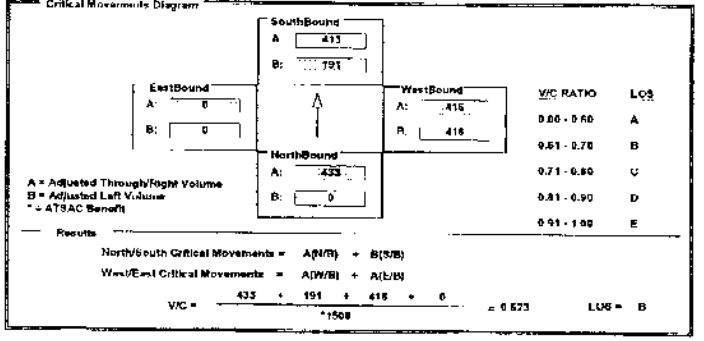 Critical Movements Diagram
SouthBound
A: 413
B: 191
EastBound
A: 0
B: 0
WestBound
A: 416
B: 416
NorthBound
A: 433
B: 0
V/C RATIO LOS
0.00 - 0.60 A
0.61 - 0.70 B
0.71 - 0.80 C
0.81 - 0.90 D
0.91 - 1.00 E
A = Adjusted Through/Right Volume
B = Adjusted Left Volume
* = ATSAC Benefit
Results
North/South Critical Movements = A(N/B) + B(S/B)
West/East Critical Movements = A(W/B) + A(E/B)
V/C = 433 + 191 + 416 + 0 = 0.623 LOS = B
*1500